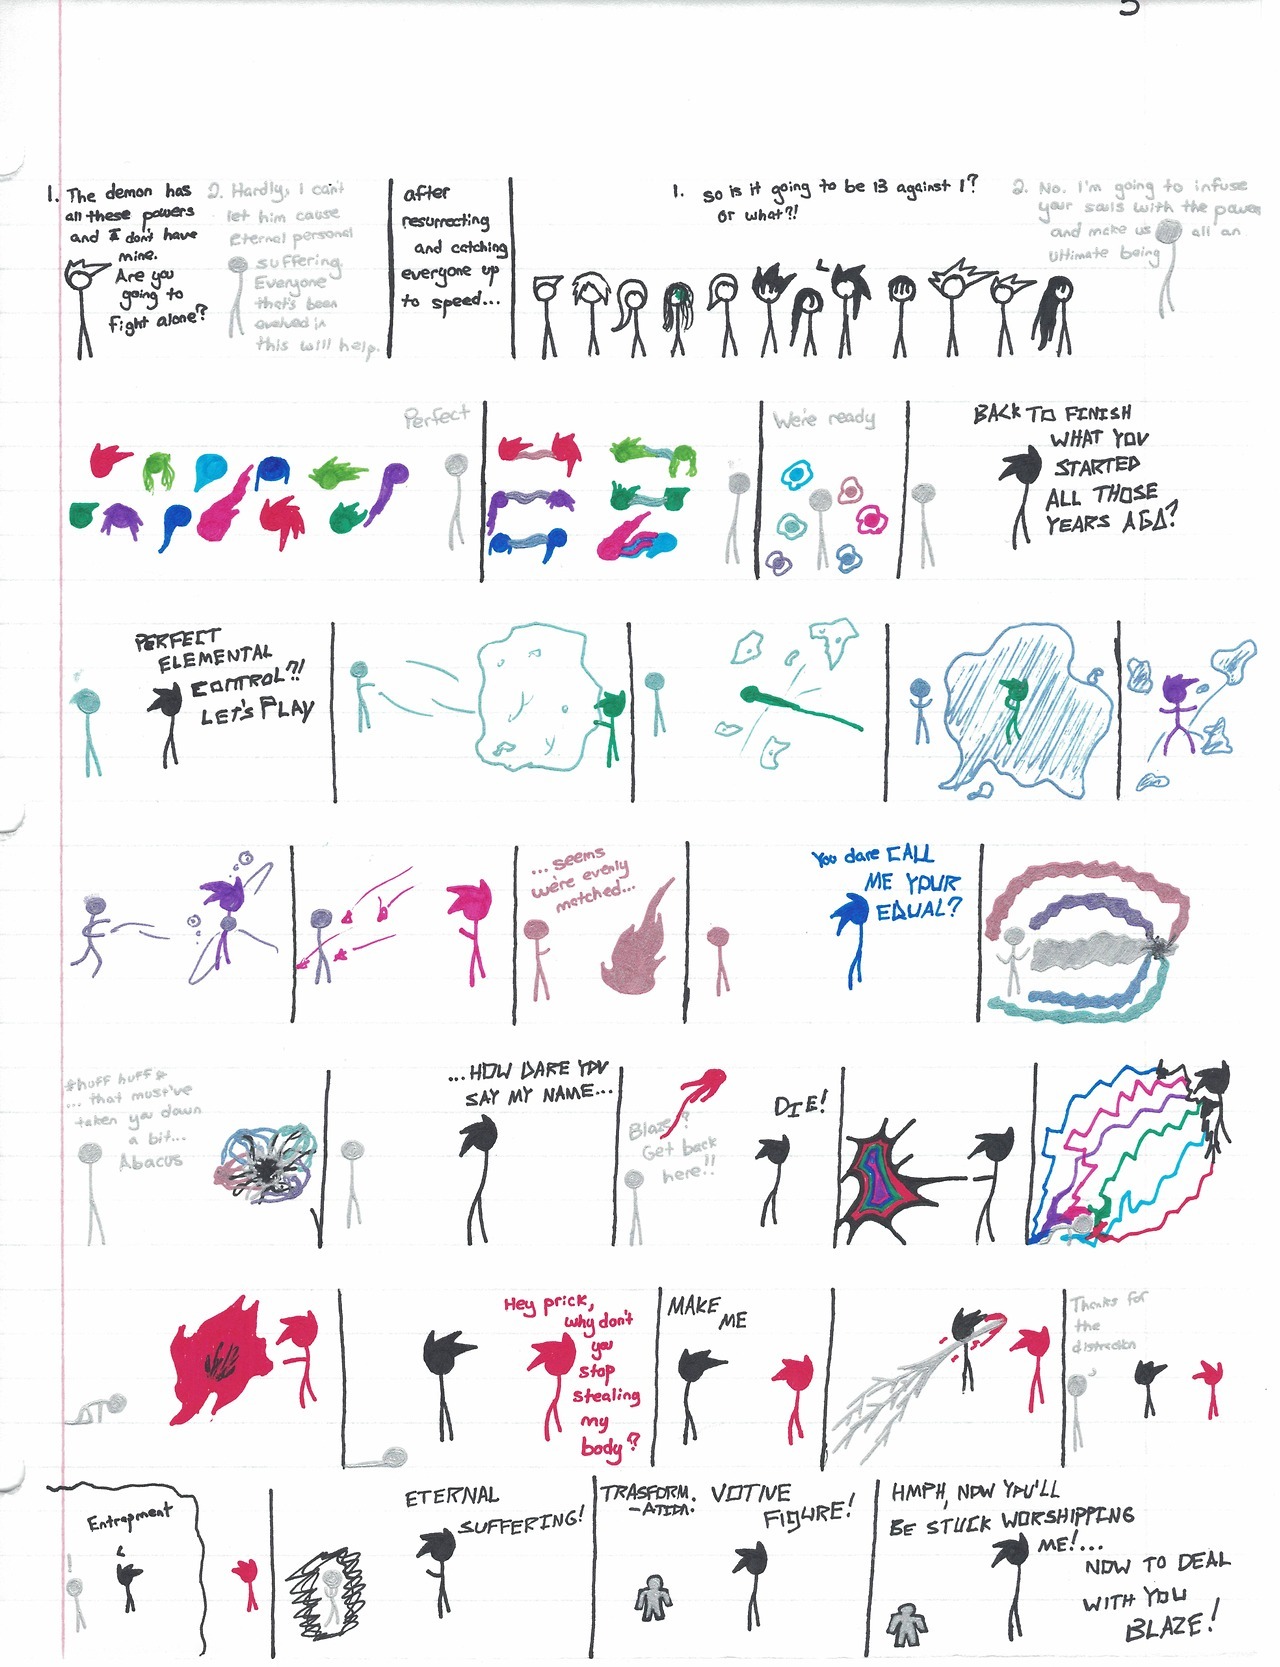 5
1. The demon has
all these powers
and I don't have
mine.
Are you
going to
fight alone?
2. Hardly, I can't
let him cause
eternal personal
suffering.
Everyone
that's been
evolved in
this will help.
after
resurrecting
and catching
everyone up
to speed...
1. so is it going to be 13 against 1?
or what?!
2. No. I'm going to infuse
your souls with the power
and make us all an
ultimate being
Perfect
We're ready
BACK TO FINISH
WHAT YOU
STARTED
ALL THOSE
YEARS AGO?
PERFECT
ELEMENTAL
CONTROL?!
LET'S PLAY
...seems
we're evenly
matched...
You dare CALL
ME YOUR
EQUAL?
*huff huff*
... that must've
taken you down
a bit...
Abacus
...HOW DARE YOU
SAY MY NAME...
Blaze?
Get back
here!!
DIE!
Hey prick,
why don't
you
stop
stealing
my
body?
MAKE
ME
Thanks for
the
distraction
Entrapment
!
ETERNAL
SUFFERING!
TRASFORM.
-ATION.
VOTIVE
FIGURE!
HMPH, NOW YOU'LL
BE STUCK WORSHIPPING
ME!...
NOW TO DEAL
WITH YOU
BLAZE!